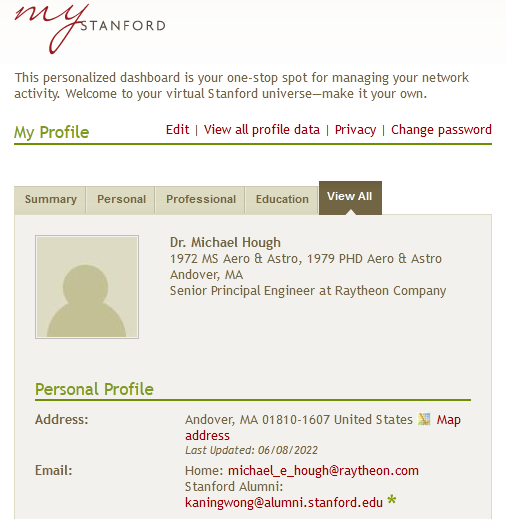 my STANFORD
This personalized dashboard is your one-stop spot for managing your network
activity. Welcome to your virtual Stanford universe—make it your own.
My Profile
Edit | View all profile data | Privacy | Change password
Summary
Personal
Professional
Education
View All
Dr. Michael Hough
1972 MS Aero & Astro, 1979 PHD Aero & Astro
Andover, MA
Senior Principal Engineer at Raytheon Company
Personal Profile
Address: Andover, MA 01810-1607 United States Map
address
Last Updated: 06/08/2022
Email: Home: michael_e_hough@raytheon.com
Stanford Alumni:
kaningwong@alumni.stanford.edu *